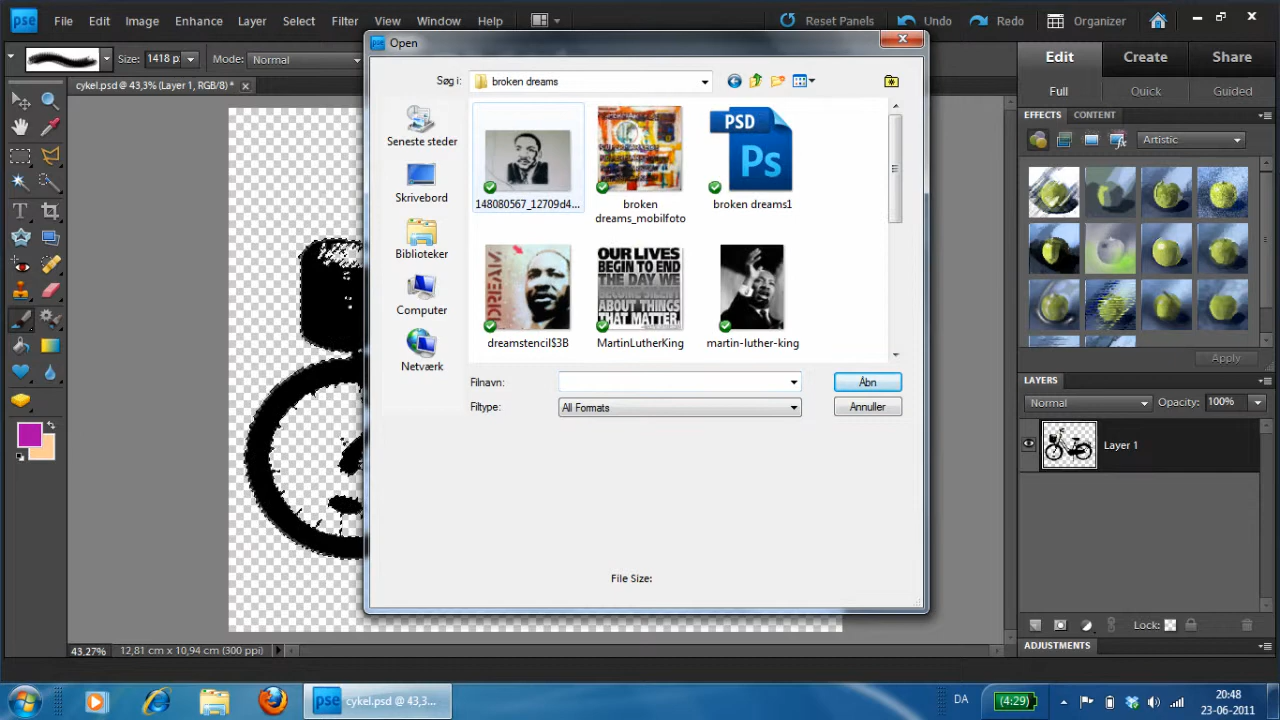 pse File Edit Image Enhance Layer Select Filter View Window Help Reset Panels Undo Redo Organizer
Size: 1418 p Mode: Normal
cykel.psd @ 43,3% (Layer 1, RGB/8) *
Edit Create Share
Full Quick Guided
EFFECTS CONTENT
Artistic
Apply
LAYERS
Normal Opacity: 100%
Layer 1
Lock:
ADJUSTMENTS
pse Open
Søg i: broken dreams
Seneste steder
Skrivebord
Biblioteker
Computer
Netværk
PSD
Ps
148080567_12709d4...
broken
dreams_mobilfoto
broken dreams1
DREAM
OUR LIVES
BEGIN TO END
THE DAY WE
BECOME SILENT
ABOUT THINGS
THAT MATTER.
dreamstencil$3B
MartinLutherKing
martin-luther-king
Filnavn: Åbn
Filtype: All Formats Annuller
File Size:
43.27% 12,81 cm x 10,94 cm (300 ppi)
pse cykel.psd @ 43,3... DA (4:29) 20:48
23-06-2011